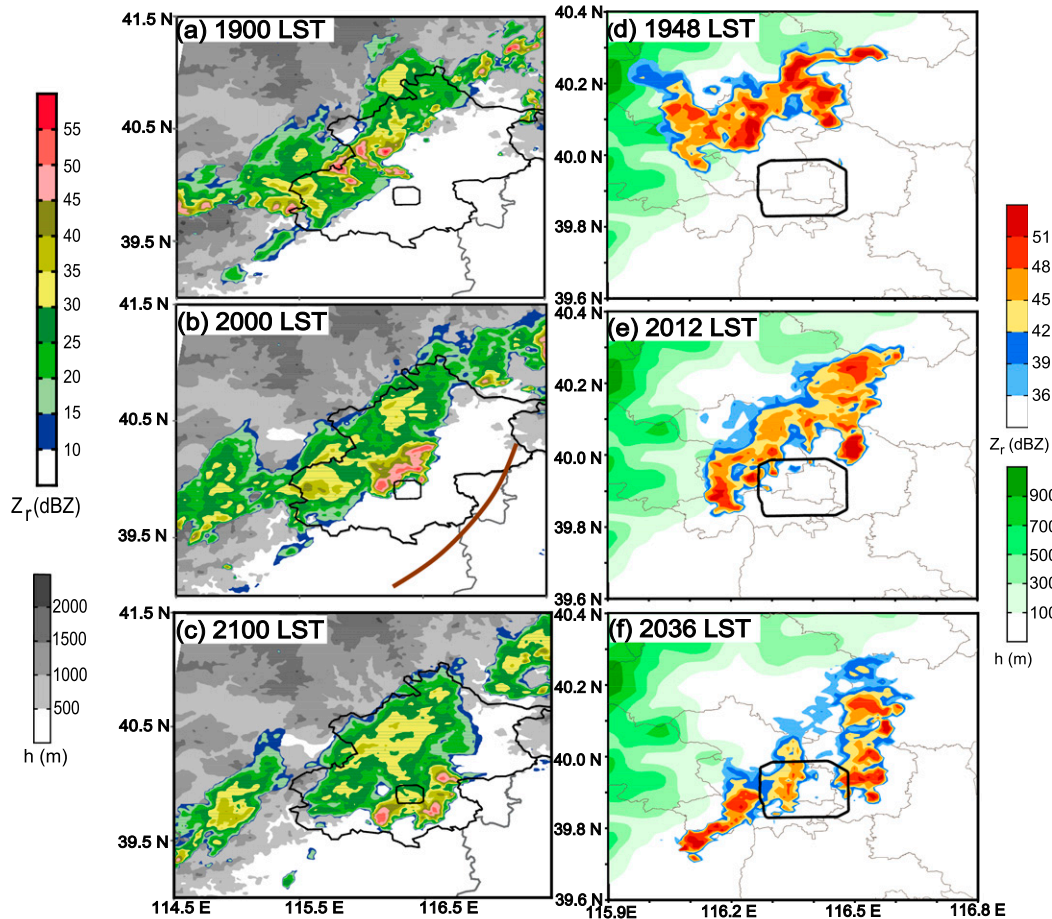 (a) 1900 LST
41.5 N
40.5 N
39.5 N
(b) 2000 LST
41.5 N
40.5 N
39.5 N
(c) 2100 LST
41.5 N
40.5 N
39.5 N
114.5 E
115.5 E
116.5 E
55
50
45
40
35
30
25
20
15
10
Zr(dBZ)
2000
1500
1000
500
h (m)
(d) 1948 LST
40.4 N
40.2 N
40.0 N
39.8 N
39.6 N
(e) 2012 LST
40.4 N
40.2 N
40.0 N
39.8 N
39.6 N
(f) 2036 LST
40.4 N
40.2 N
40.0 N
39.8 N
39.6 N
115.9E
116.2 E
116.5 E
116.8 E
51
48
45
42
39
36
Zr (dBZ)
900
700
500
300
100
h (m)